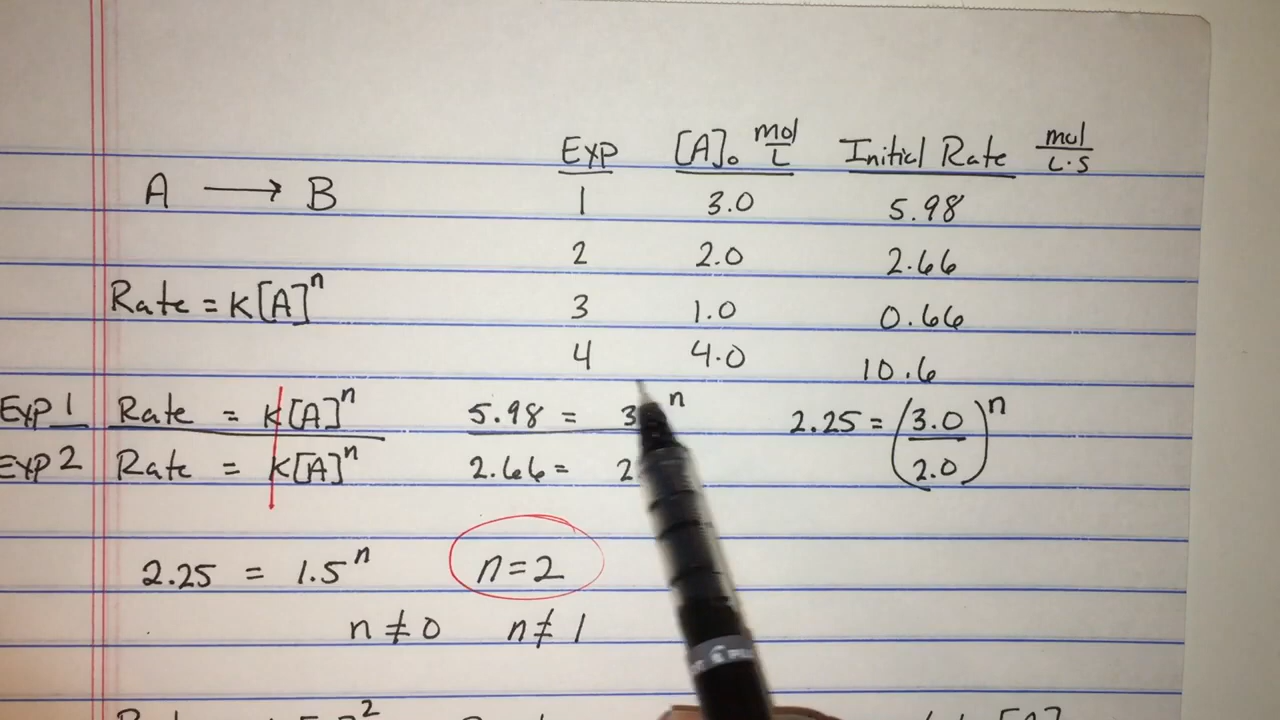 Exp [A]₀ mol/L Initial Rate mol/L·s
A → B 1 3.0 5.98
2 2.0 2.66
Rate = K[A]ⁿ 3 1.0 0.66
4 4.0 10.6
EXP 1 Rate = K[A]ⁿ 5.98 = 3 ⁿ 2.25 = (3.0/2.0)ⁿ
EXP 2 Rate = K[A]ⁿ 2.66 = 2
2.25 = 1.5ⁿ n=2
n ≠ 0 n ≠ 1